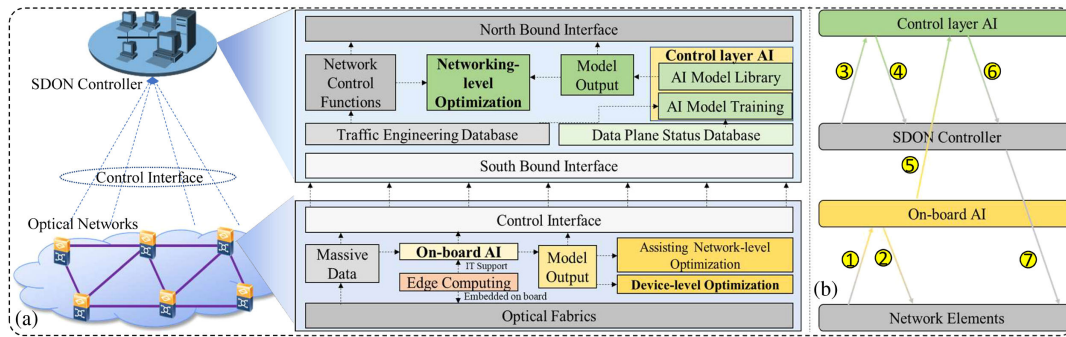 SDON Controller
Control Interface
Optical Networks
(a)
North Bound Interface
Network
Control
Functions
Networking-
level
Optimization
Model
Output
Control layer AI
AI Model Library
AI Model Training
Traffic Engineering Database
Data Plane Status Database
South Bound Interface
Control Interface
Massive
Data
On-board AI
IT Support
Edge Computing
Embedded on board
Model
Output
Assisting Network-level
Optimization
Device-level Optimization
Optical Fabrics
Control layer AI
③
④
⑥
SDON Controller
⑤
On-board AI
①
②
⑦
(b)
Network Elements